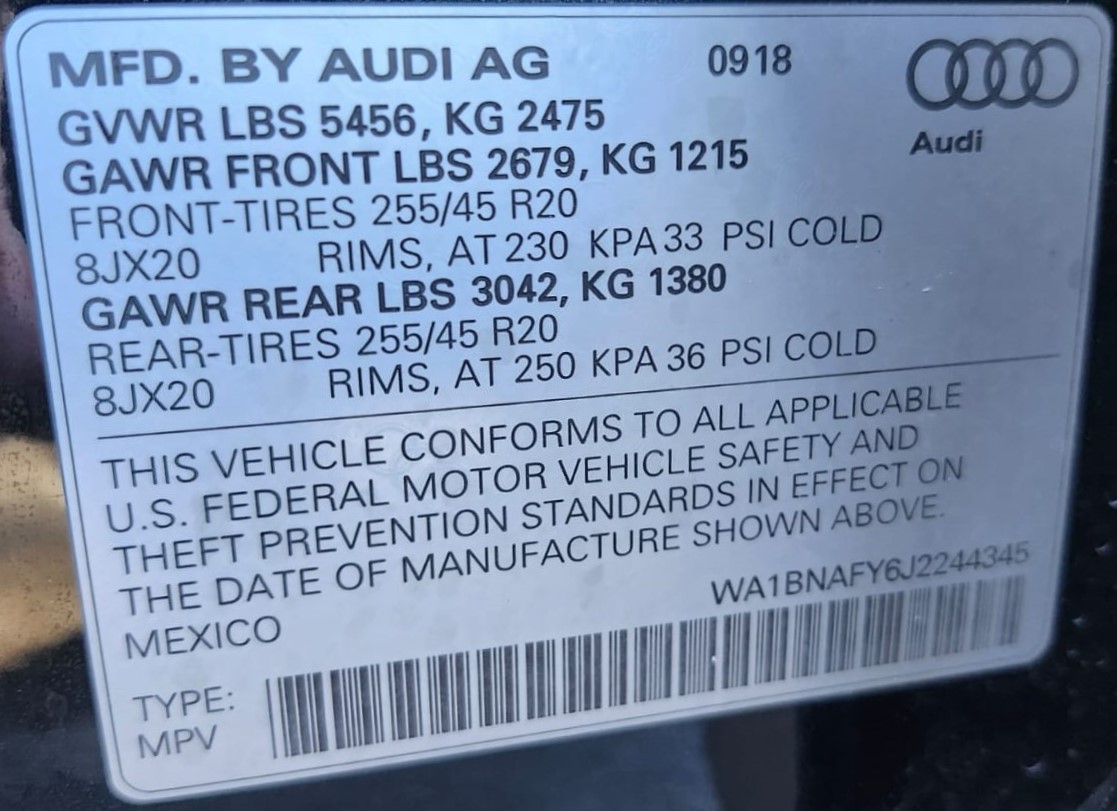 MFD. BY AUDI AG 0918
Audi
GVWR LBS 5456, KG 2475
GAWR FRONT LBS 2679, KG 1215
FRONT-TIRES 255/45 R20
8JX20 RIMS, AT 230 KPA 33 PSI COLD
GAWR REAR LBS 3042, KG 1380
REAR-TIRES 255/45 R20
8JX20 RIMS, AT 250 KPA 36 PSI COLD
THIS VEHICLE CONFORMS TO ALL APPLICABLE
U.S. FEDERAL MOTOR VEHICLE SAFETY AND
THEFT PREVENTION STANDARDS IN EFFECT ON
THE DATE OF MANUFACTURE SHOWN ABOVE.
MEXICO WA1BNAFY6J2244345
TYPE:
MPV